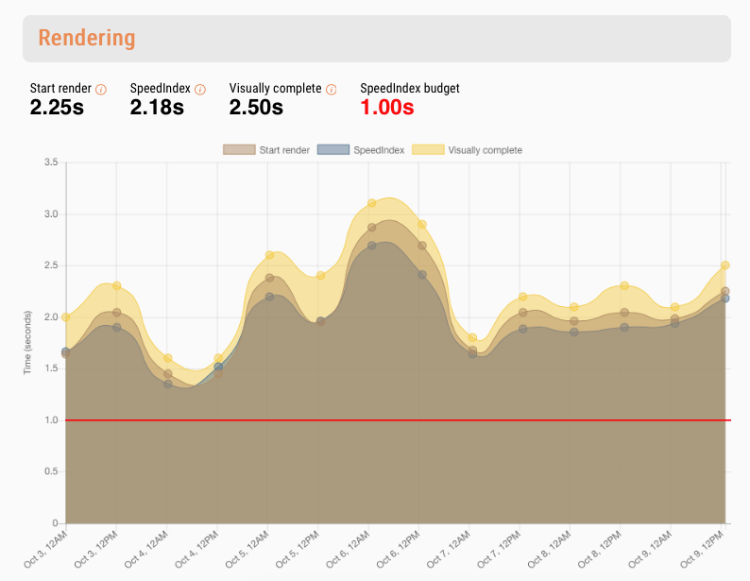 Rendering
Start render SpeedIndex Visually complete SpeedIndex budget
2.25s 2.18s 2.50s 1.00s
Start render SpeedIndex Visually complete
3.5
3.0
2.5
2.0
1.5
1.0
0.5
0
Time (seconds)
Oct 3, 12AM Oct 3, 12PM Oct 4, 12AM Oct 4, 12PM Oct 5, 12AM Oct 5, 12PM Oct 6, 12AM Oct 6, 12PM Oct 7, 12AM Oct 7, 12PM Oct 8, 12AM Oct 8, 12PM Oct 9, 12AM Oct 9, 12PM